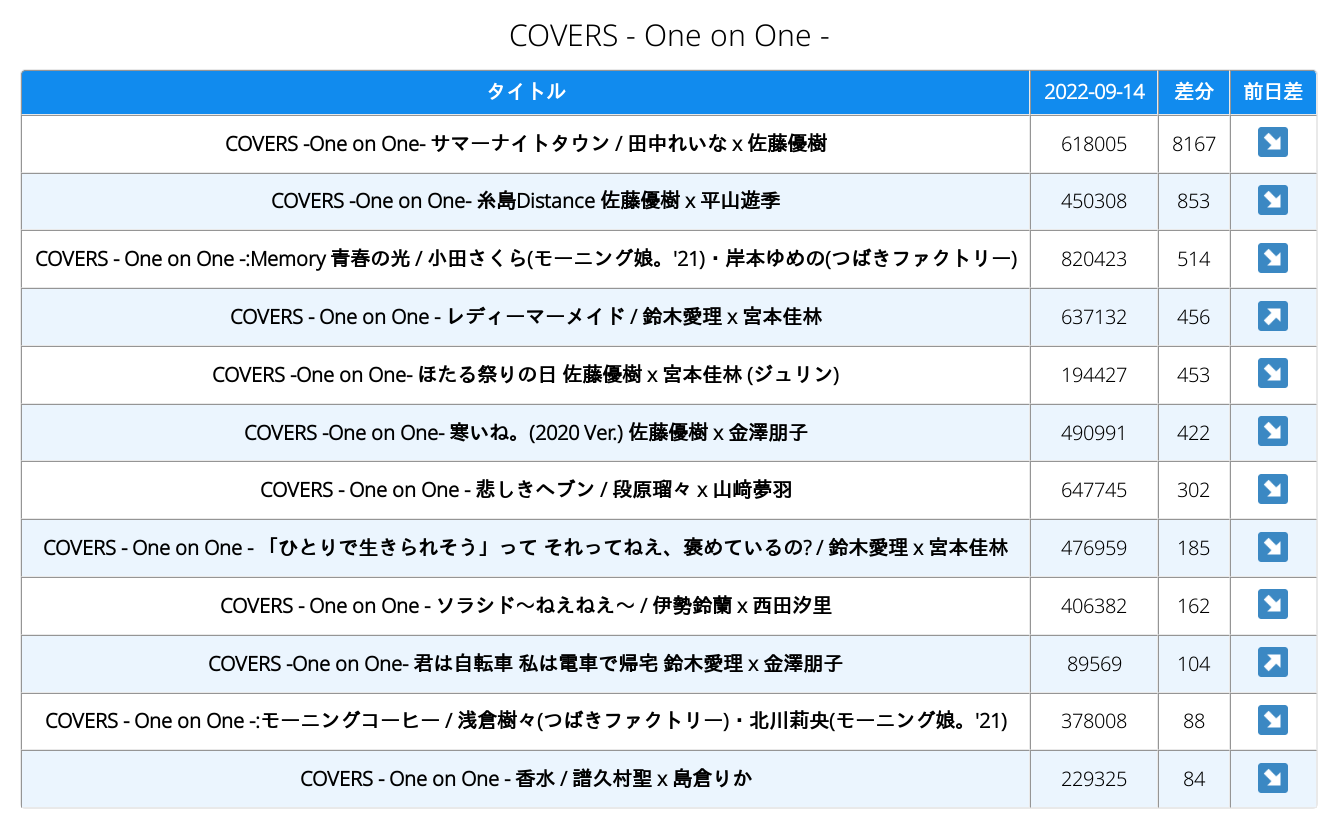 COVERS - One on One -
タイトル 2022-09-14 差分 前日差
COVERS -One on One- サマーナイトタウン / 田中れいな x 佐藤優樹 618005 8167
COVERS -One on One- 糸島Distance 佐藤優樹 x 平山遊季 450308 853
COVERS - One on One -:Memory 青春の光 / 小田さくら(モーニング娘。'21)・岸本ゆめの(つばきファクトリー) 820423 514
COVERS - One on One - レディーマーメイド / 鈴木愛理 x 宮本佳林 637132 456
COVERS -One on One- ほたる祭りの日 佐藤優樹 x 宮本佳林 (ジュリン) 194427 453
COVERS -One on One- 寒いね。(2020 Ver.) 佐藤優樹 x 金澤朋子 490991 422
COVERS - One on One - 悲しきヘブン / 段原瑠々 x 山﨑夢羽 647745 302
COVERS - One on One - 「ひとりで生きられそう」って それってねえ、褒めているの? / 鈴木愛理 x 宮本佳林 476959 185
COVERS - One on One - ソラシド〜ねえねえ〜 / 伊勢鈴蘭 x 西田汐里 406382 162
COVERS -One on One- 君は自転車 私は電車で帰宅 鈴木愛理 x 金澤朋子 89569 104
COVERS - One on One -:モーニングコーヒー / 浅倉樹々(つばきファクトリー)・北川莉央(モーニング娘。'21) 378008 88
COVERS - One on One - 香水 / 譜久村聖 x 島倉りか 229325 84